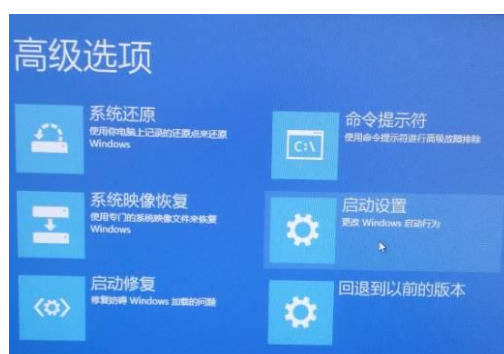 高级选项
系统还原
使用你电脑上记录的还原点来还原
Windows
命令提示符
使用命令提示符进行高级故障排除
C:\
系统映像恢复
使用专门的系统映像文件来恢复
Windows
启动设置
更改 Windows 启动行为
启动修复
修复妨碍 Windows 加载的问题
回退到以前的版本